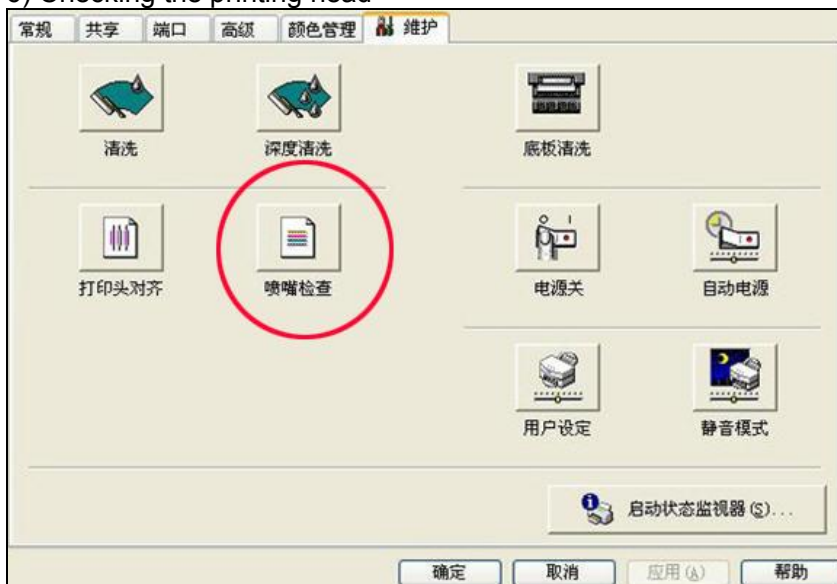 Checking the printing head
常规 共享 端口 高级 颜色管理 维护
清洗 深度清洗 底板清洗
打印头对齐 喷嘴检查 电源关 自动电源
用户设定 静音模式
启动状态监视器(S)...
确定 取消 应用(A) 帮助